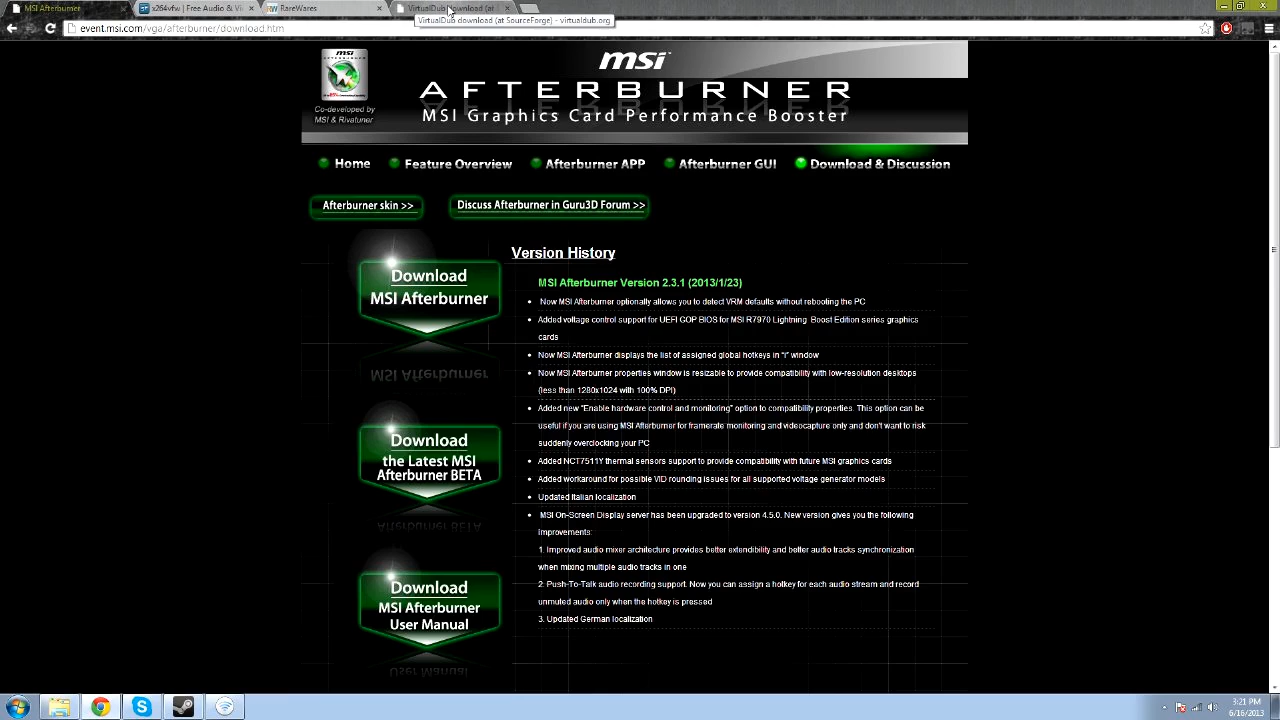 MSI Afterburner
x264vfw | Free Audio & Vi
RareWares
VirtualDub download (at
VirtualDub download (at SourceForge) - virtualdub.org
event.msi.com/vga/afterburner/download.htm
msi
AFTERBURNER
MSI Graphics Card Performance Booster
msi
AFTERBURNER
Co-developed by
MSI & Rivatuner
Home
Feature Overview
Afterburner APP
Afterburner GUI
Download & Discussion
Afterburner skin >>
Discuss Afterburner in Guru3D Forum >>
Download
MSI Afterburner
Download
the Latest MSI
Afterburner BETA
Download
MSI Afterburner
User Manual
Version History
MSI Afterburner Version 2.3.1 (2013/1/23)
Now MSI Afterburner optionally allows you to detect VRM defaults without rebooting the PC
Added voltage control support for UEFI GOP BIOS for MSI R7970 Lightning Boost Edition series graphics
cards
Now MSI Afterburner displays the list of assigned global hotkeys in "i" window
Now MSI Afterburner properties window is resizable to provide compatibility with low-resolution desktops
(less than 1280x1024 with 100% DPI)
Added new "Enable hardware control and monitoring" option to compatibility properties. This option can be
useful if you are using MSI Afterburner for framerate monitoring and videocapture only and don't want to risk
suddenly overclocking your PC
Added NCT7511Y thermal sensors support to provide compatibility with future MSI graphics cards
Added workaround for possible VID rounding issues for all supported voltage generator models
Updated Italian localization
MSI On-Screen Display server has been upgraded to version 4.5.0. New version gives you the following
improvements:
1. Improved audio mixer architecture provides better extendibility and better audio tracks synchronization
when mixing multiple audio tracks in one
2. Push-To-Talk audio recording support. Now you can assign a hotkey for each audio stream and record
unmuted audio only when the hotkey is pressed
3. Updated German localization
3:21 PM
6/16/2013